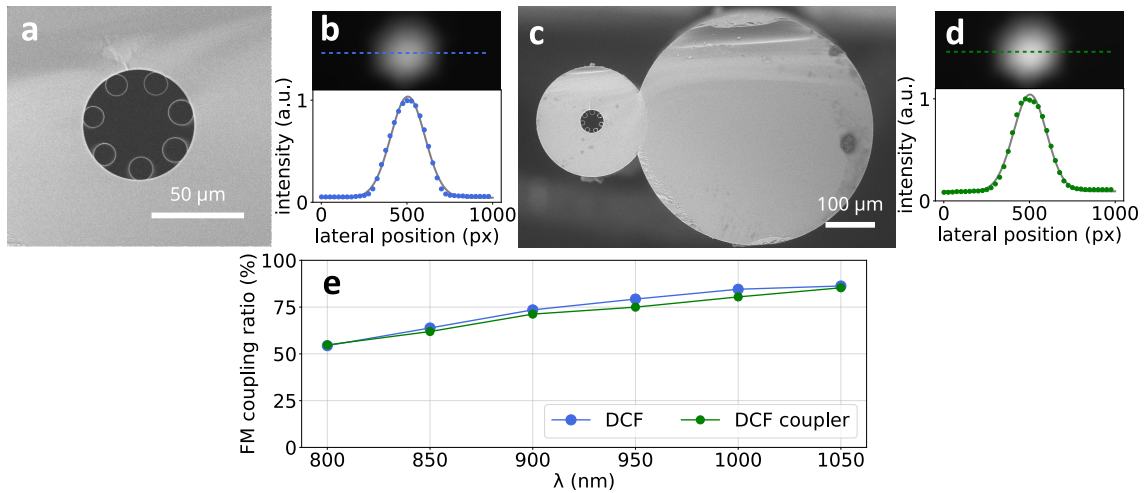 a
50 μm
b
intensity (a.u.)
1
0
0 500 1000
lateral position (px)
c
100 μm
d
intensity (a.u.)
1
0
0 500 1000
lateral position (px)
e
FM coupling ratio (%)
100
75
50
25
0
DCF DCF coupler
800 850 900 950 1000 1050
λ (nm)